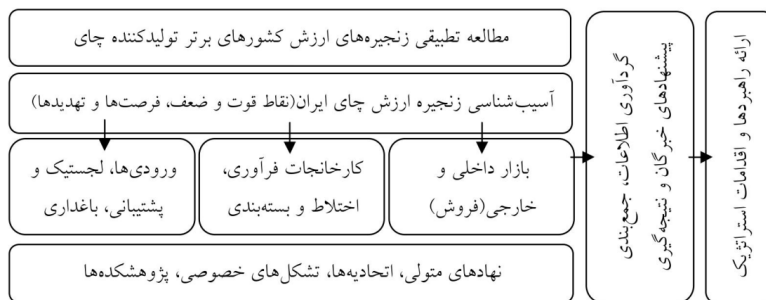 مطالعه تطبیقی زنجیره‌های ارزش کشورهای برتر تولیدکننده چای
آسیب‌شناسی زنجیره ارزش چای ایران(نقاط قوت و ضعف، فرصت‌ها و تهدیدها)
بازار داخلی و
خارجی(فروش)
کارخانجات فرآوری،
اختلاط و بسته‌بندی
ورودی‌ها، لجستیک و
پشتیبانی، باغداری
نهادهای متولی، اتحادیه‌ها، تشکل‌های خصوصی، پژوهشکده‌ها
گردآوری اطلاعات، جمع‌بندی
پیشنهادهای خبرگان و نتیجه‌گیری
ارائه راهبردها و اقدامات استراتژیک